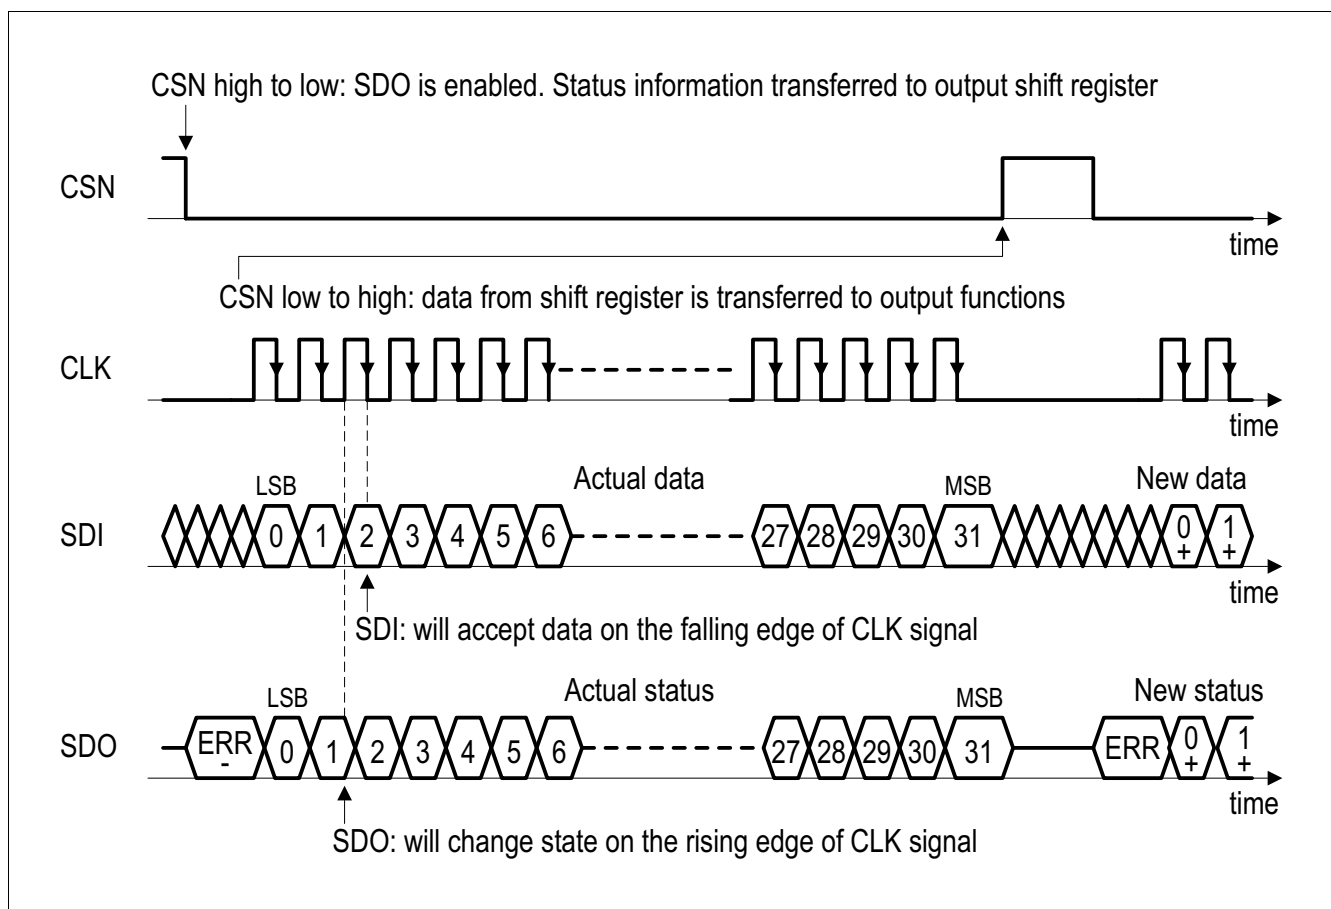 CSN high to low: SDO is enabled. Status information transferred to output shift register
CSN
time
CSN low to high: data from shift register is transferred to output functions
CLK
time
LSB Actual data MSB New data
SDI 0 1 2 3 4 5 6 27 28 29 30 31 0+ 1+
time
SDI: will accept data on the falling edge of CLK signal
LSB Actual status MSB New status
SDO ERR- 0 1 2 3 4 5 6 27 28 29 30 31 ERR 0+ 1+
time
SDO: will change state on the rising edge of CLK signal